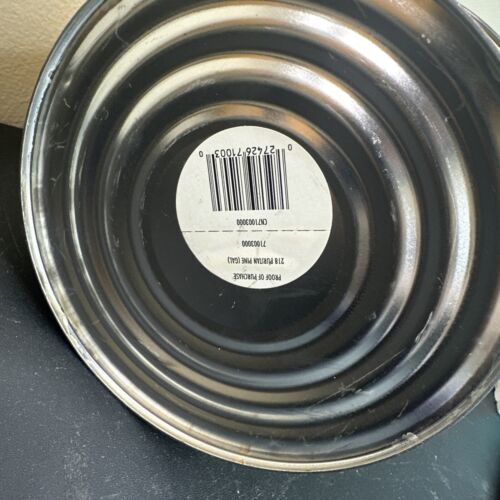 PROOF OF PURCHASE
218 PURITAN PINE (GAL)
71003000
CN71003000
0 27426 71003 0